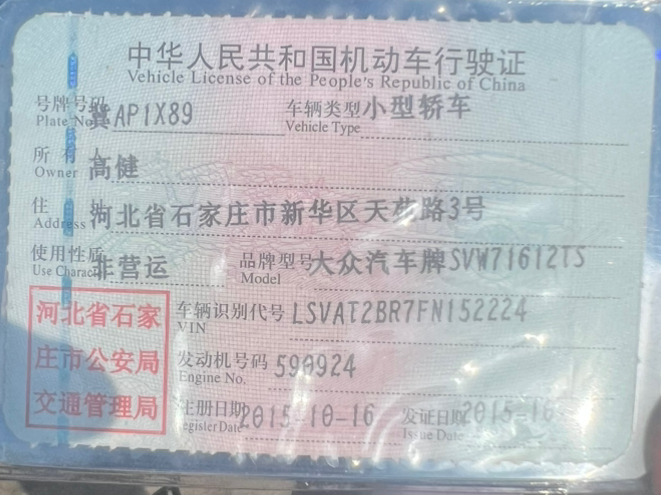 中华人民共和国机动车行驶证
Vehicle License of the People's Republic of China
号牌号码 冀AP1X89 车辆类型 小型轿车
Plate No. Vehicle Type
所有人 高健
Owner
住址 河北省石家庄市新华区天苑路3号
Address
使用性质 非营运 品牌型号 大众汽车牌SVW71612TS
Use Character Model
河北省石家
庄市公安局
交通管理局
车辆识别代号 LSVAT2BR7FN152224
VIN
发动机号码 590924
Engine No.
注册日期 2015-10-16 发证日期 2015-10
Register Date Issue Date